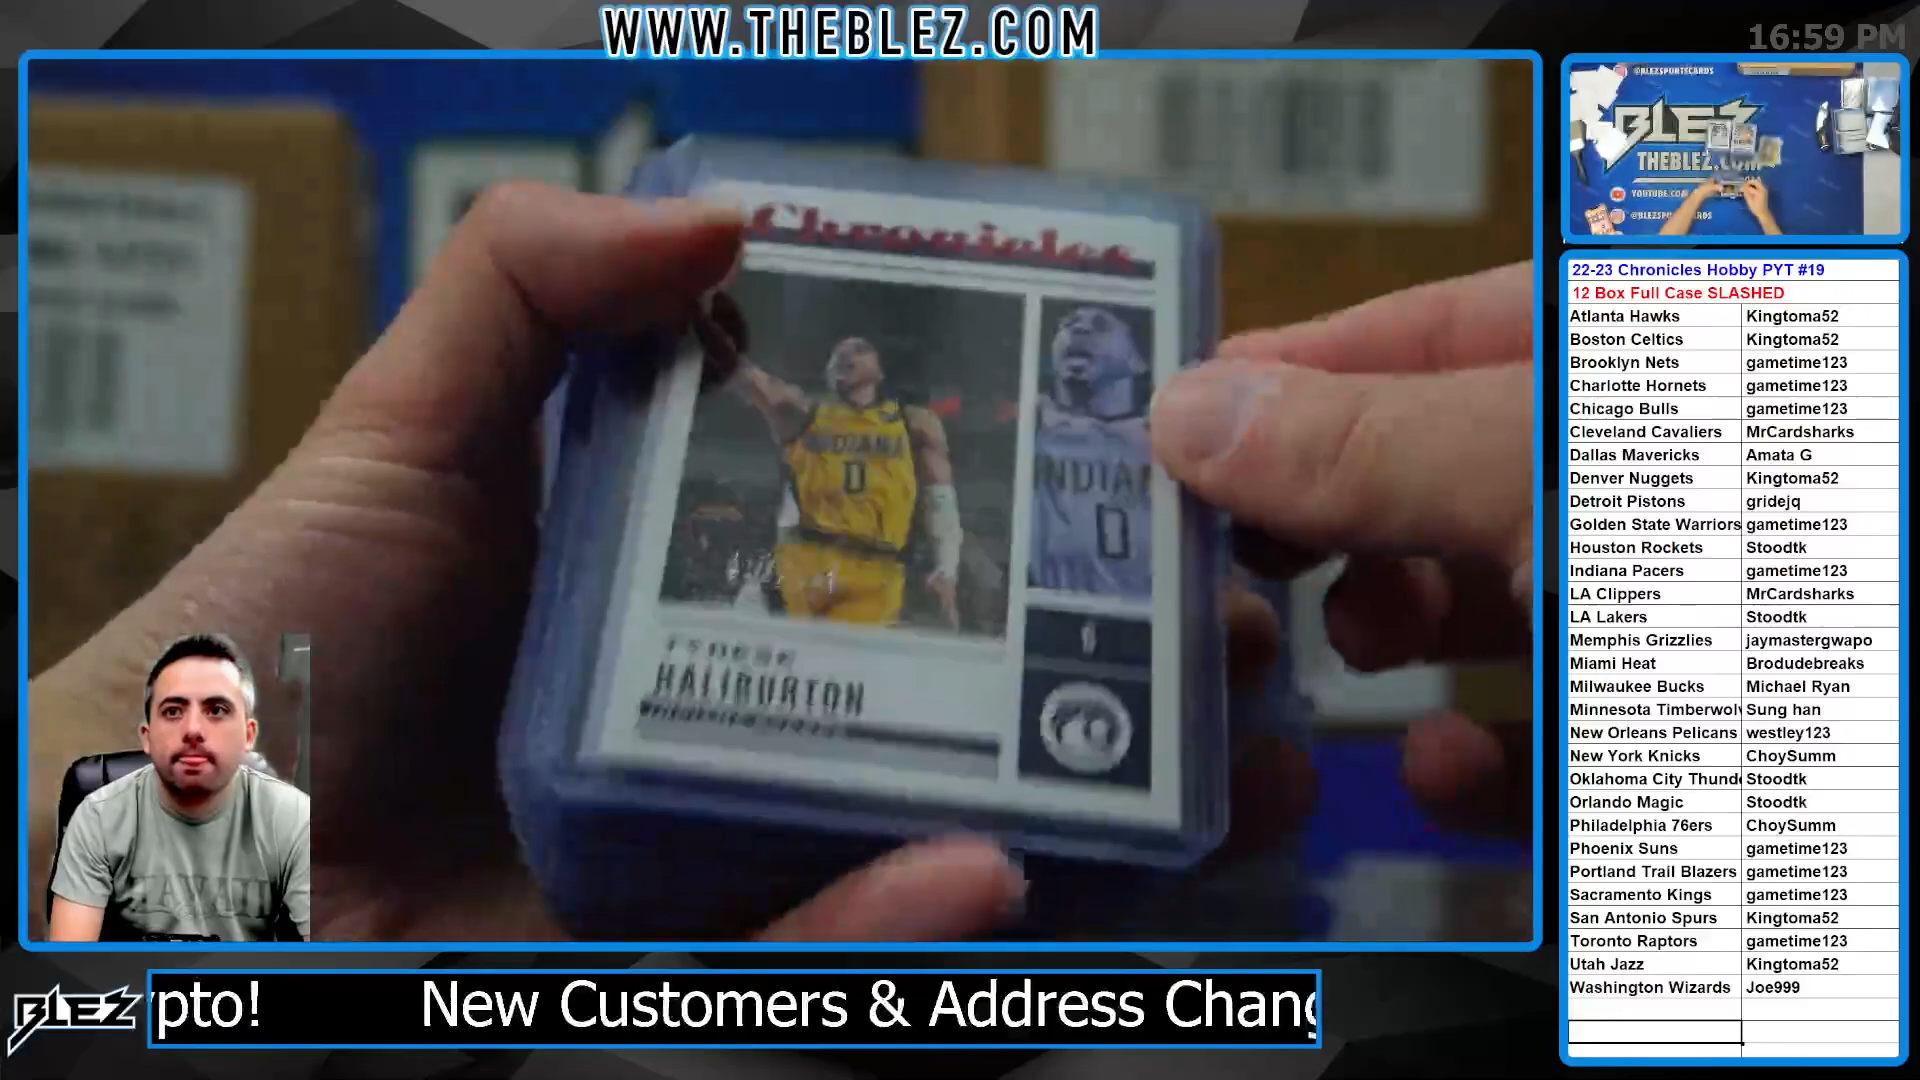 WWW.THEBLEZ.COM
16:59 PM
@BLEZSPORTSCARDS
BLEZ
THEBLEZ.COM
Chronicles
INDIANA
0
0
HALIBURTON
22-23 Chronicles Hobby PYT #19
12 Box Full Case SLASHED
Atlanta Hawks Kingtoma52
Boston Celtics Kingtoma52
Brooklyn Nets gametime123
Charlotte Hornets gametime123
Chicago Bulls gametime123
Cleveland Cavaliers MrCardsharks
Dallas Mavericks Amata G
Denver Nuggets Kingtoma52
Detroit Pistons gridejq
Golden State Warriors gametime123
Houston Rockets Stoodtk
Indiana Pacers gametime123
LA Clippers MrCardsharks
LA Lakers Stoodtk
Memphis Grizzlies jaymastergwapo
Miami Heat Brodudebreaks
Milwaukee Bucks Michael Ryan
Minnesota Timberwolv Sung han
New Orleans Pelicans westley123
New York Knicks ChoySumm
Oklahoma City Thunde Stoodtk
Orlando Magic Stoodtk
Philadelphia 76ers ChoySumm
Phoenix Suns gametime123
Portland Trail Blazers gametime123
Sacramento Kings gametime123
San Antonio Spurs Kingtoma52
Toronto Raptors gametime123
Utah Jazz Kingtoma52
Washington Wizards Joe999
BLEZ
ypto! New Customers & Address Chang